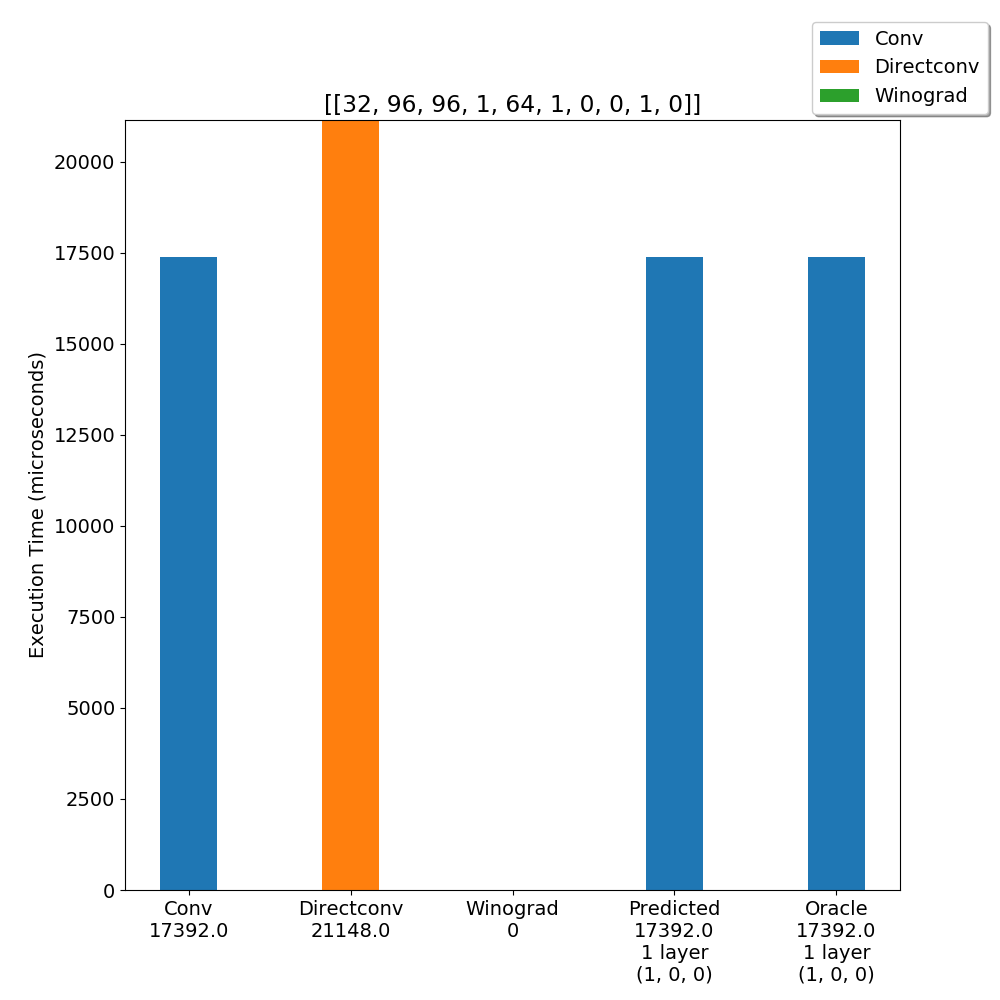 Conv
Directconv
Winograd
[[32, 96, 96, 1, 64, 1, 0, 0, 1, 0]]
Execution Time (microseconds)
20000
17500
15000
12500
10000
7500
5000
2500
0
Conv
17392.0
Directconv
21148.0
Winograd
0
Predicted
17392.0
1 layer
(1, 0, 0)
Oracle
17392.0
1 layer
(1, 0, 0)